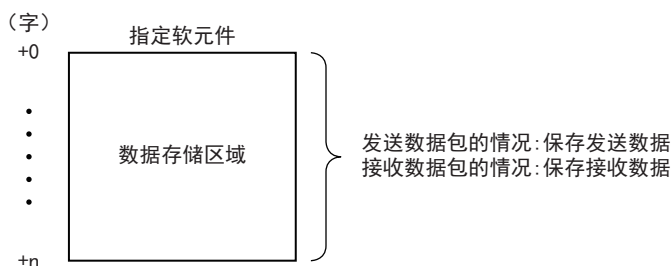 （字）
指定软元件
+0
数据存储区域
发送数据包的情况:保存发送数据
接收数据包的情况:保存接收数据
+n